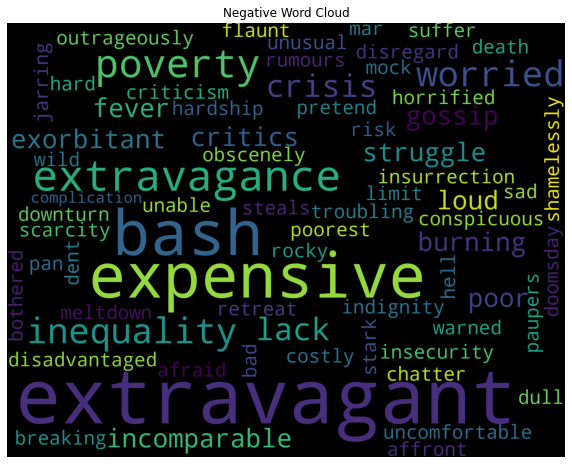 Negative Word Cloud
outrageously flaunt unusual mar suffer
jarring poverty rumours disregard death
hard criticism crisis mock worried
fever hardship pretend horrified gossip
exorbitant critics risk shamelessly
wild obscenely struggle
extravagance insurrection sad
complication limit loud
downturn unable steals troubling conspicuous
scarcity bash poorest burning
pan dent rocky hell doomsday
bothered expensive poor paupers
meltdown retreat indignity
inequality lack stark warned
disadvantaged afraid bad costly insecurity
extravagant chatter dull
breaking incomparable uncomfortable
affront